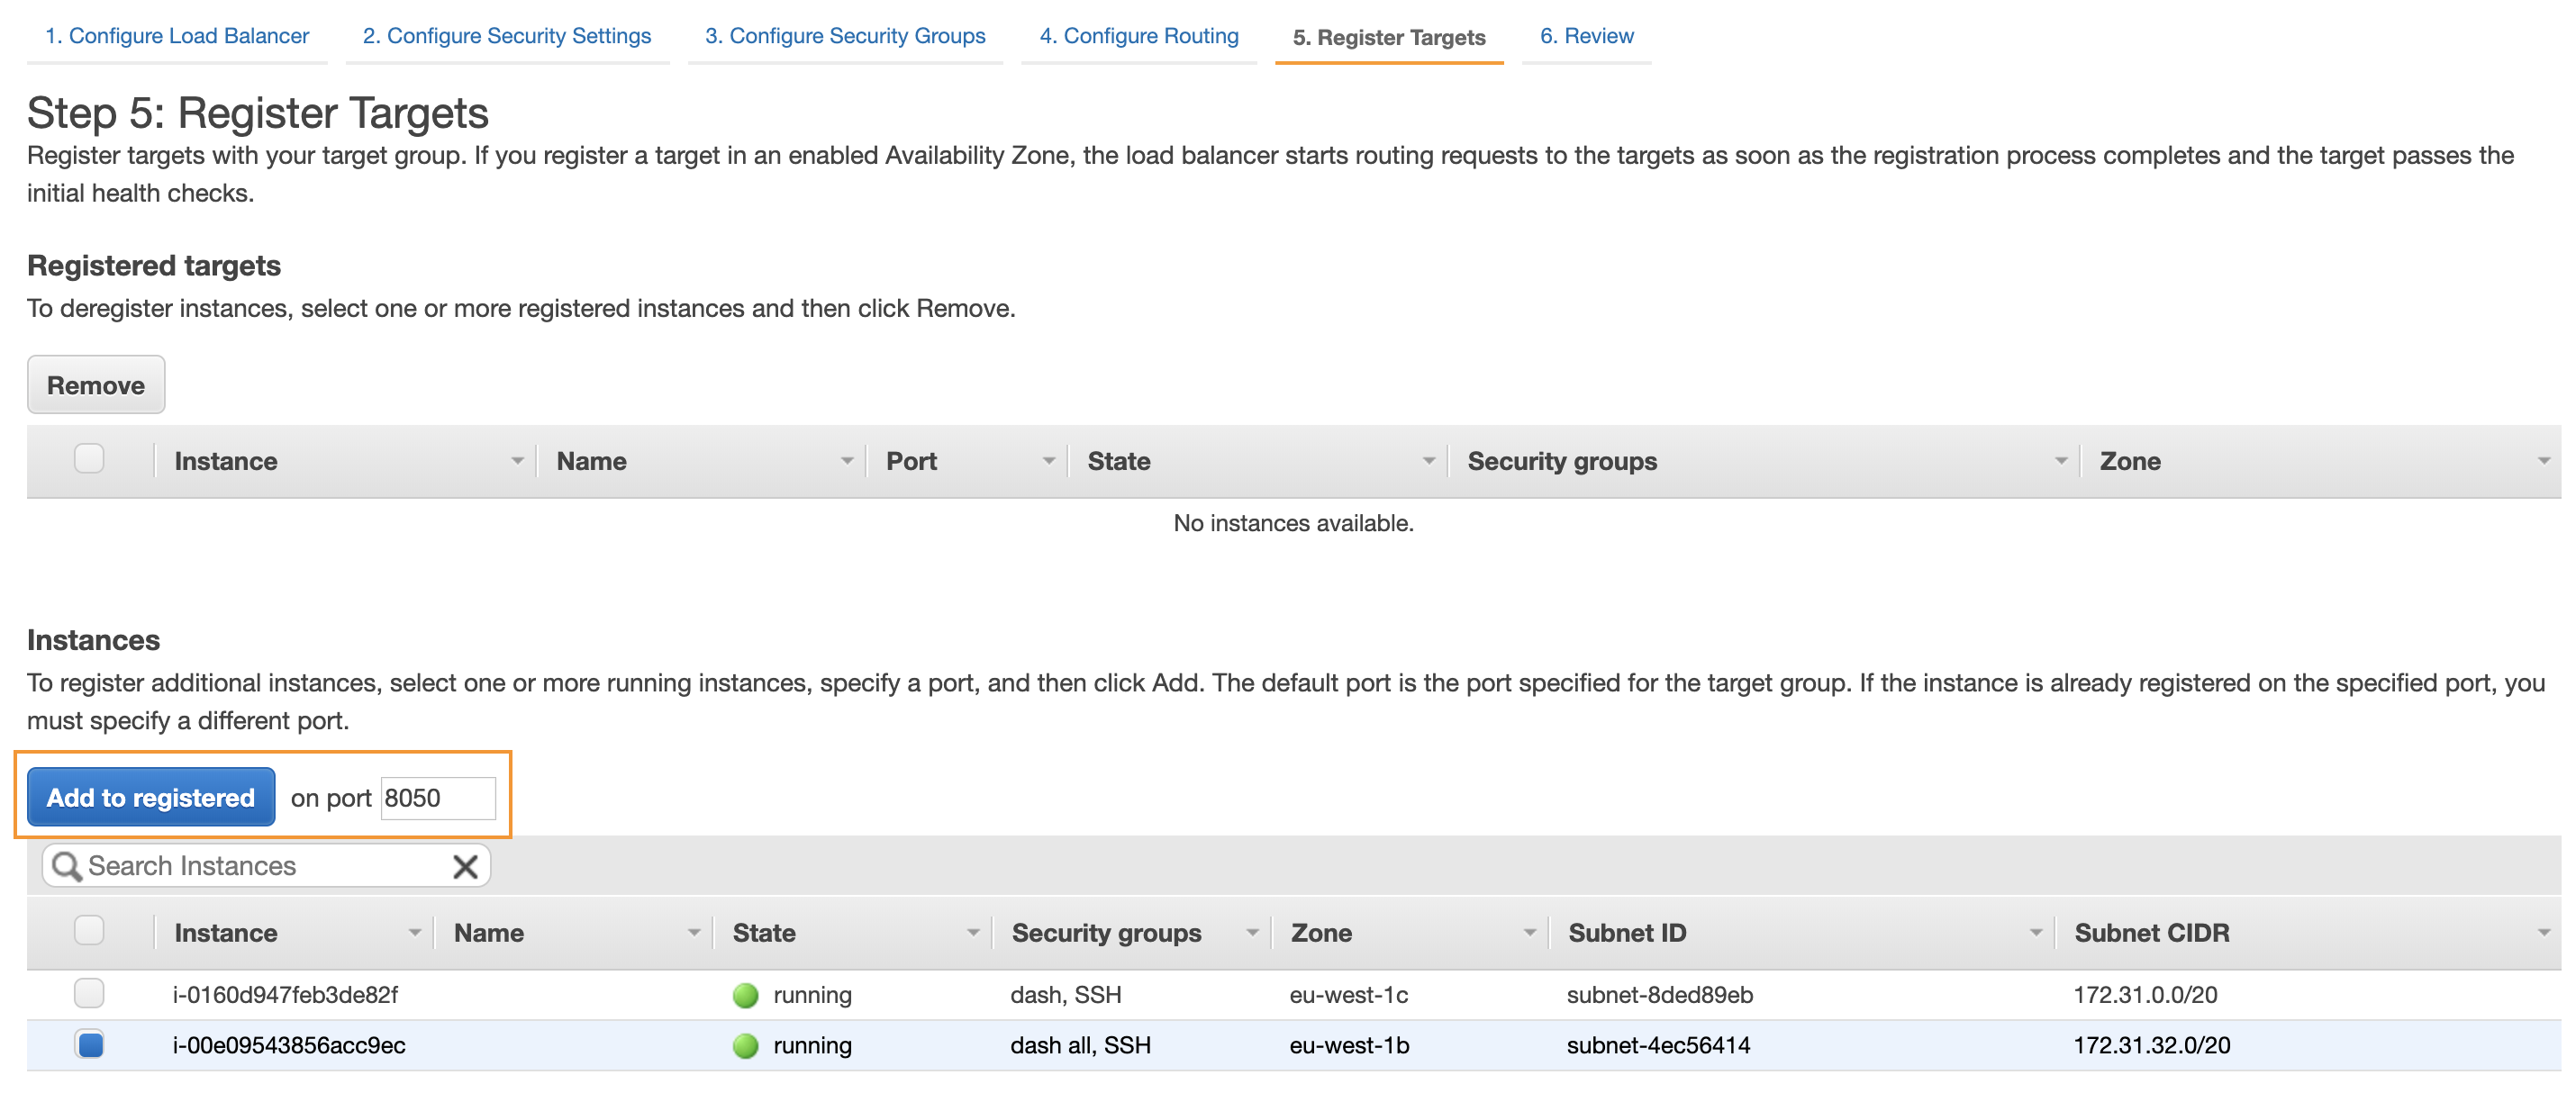 1. Configure Load Balancer 2. Configure Security Settings 3. Configure Security Groups 4. Configure Routing 5. Register Targets 6. Review
Step 5: Register Targets
Register targets with your target group. If you register a target in an enabled Availability Zone, the load balancer starts routing requests to the targets as soon as the registration process completes and the target passes the
initial health checks.
Registered targets
To deregister instances, select one or more registered instances and then click Remove.
Remove
Instance Name Port State Security groups Zone
No instances available.
Instances
To register additional instances, select one or more running instances, specify a port, and then click Add. The default port is the port specified for the target group. If the instance is already registered on the specified port, you
must specify a different port.
Add to registered on port 8050
Search Instances
Instance Name State Security groups Zone Subnet ID Subnet CIDR
i-0160d947feb3de82f running dash, SSH eu-west-1c subnet-8ded89eb 172.31.0.0/20
i-00e09543856acc9ec running dash all, SSH eu-west-1b subnet-4ec56414 172.31.32.0/20